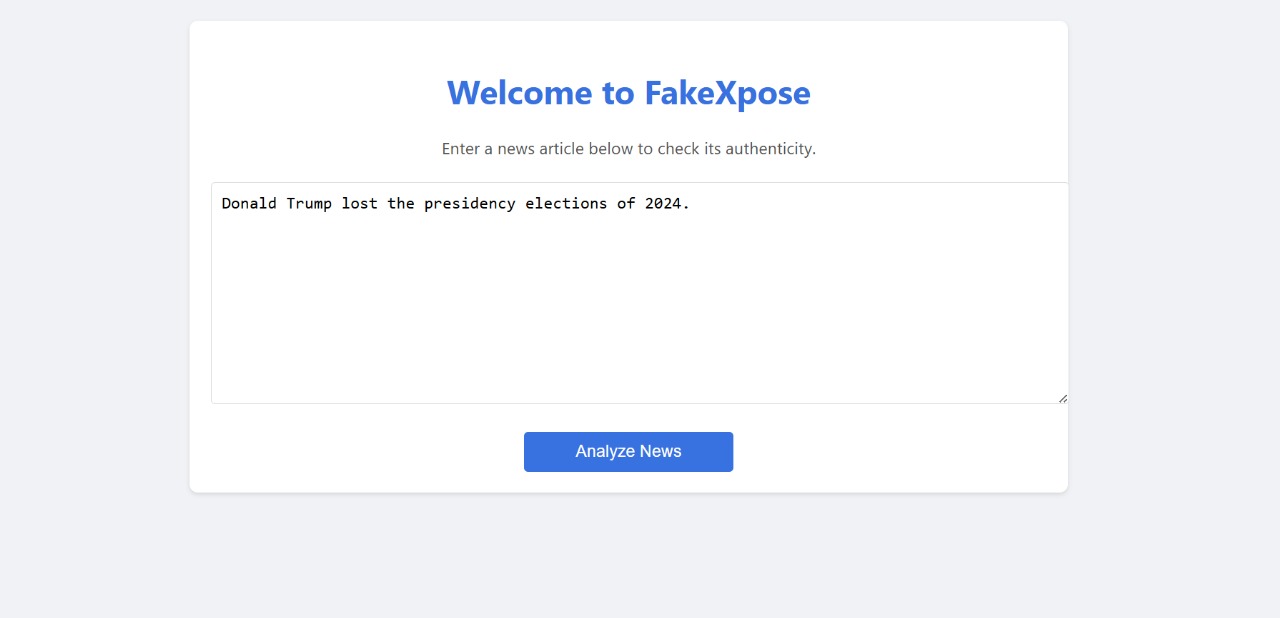 Welcome to FakeXpose
Enter a news article below to check its authenticity.
Donald Trump lost the presidency elections of 2024.
Analyze News